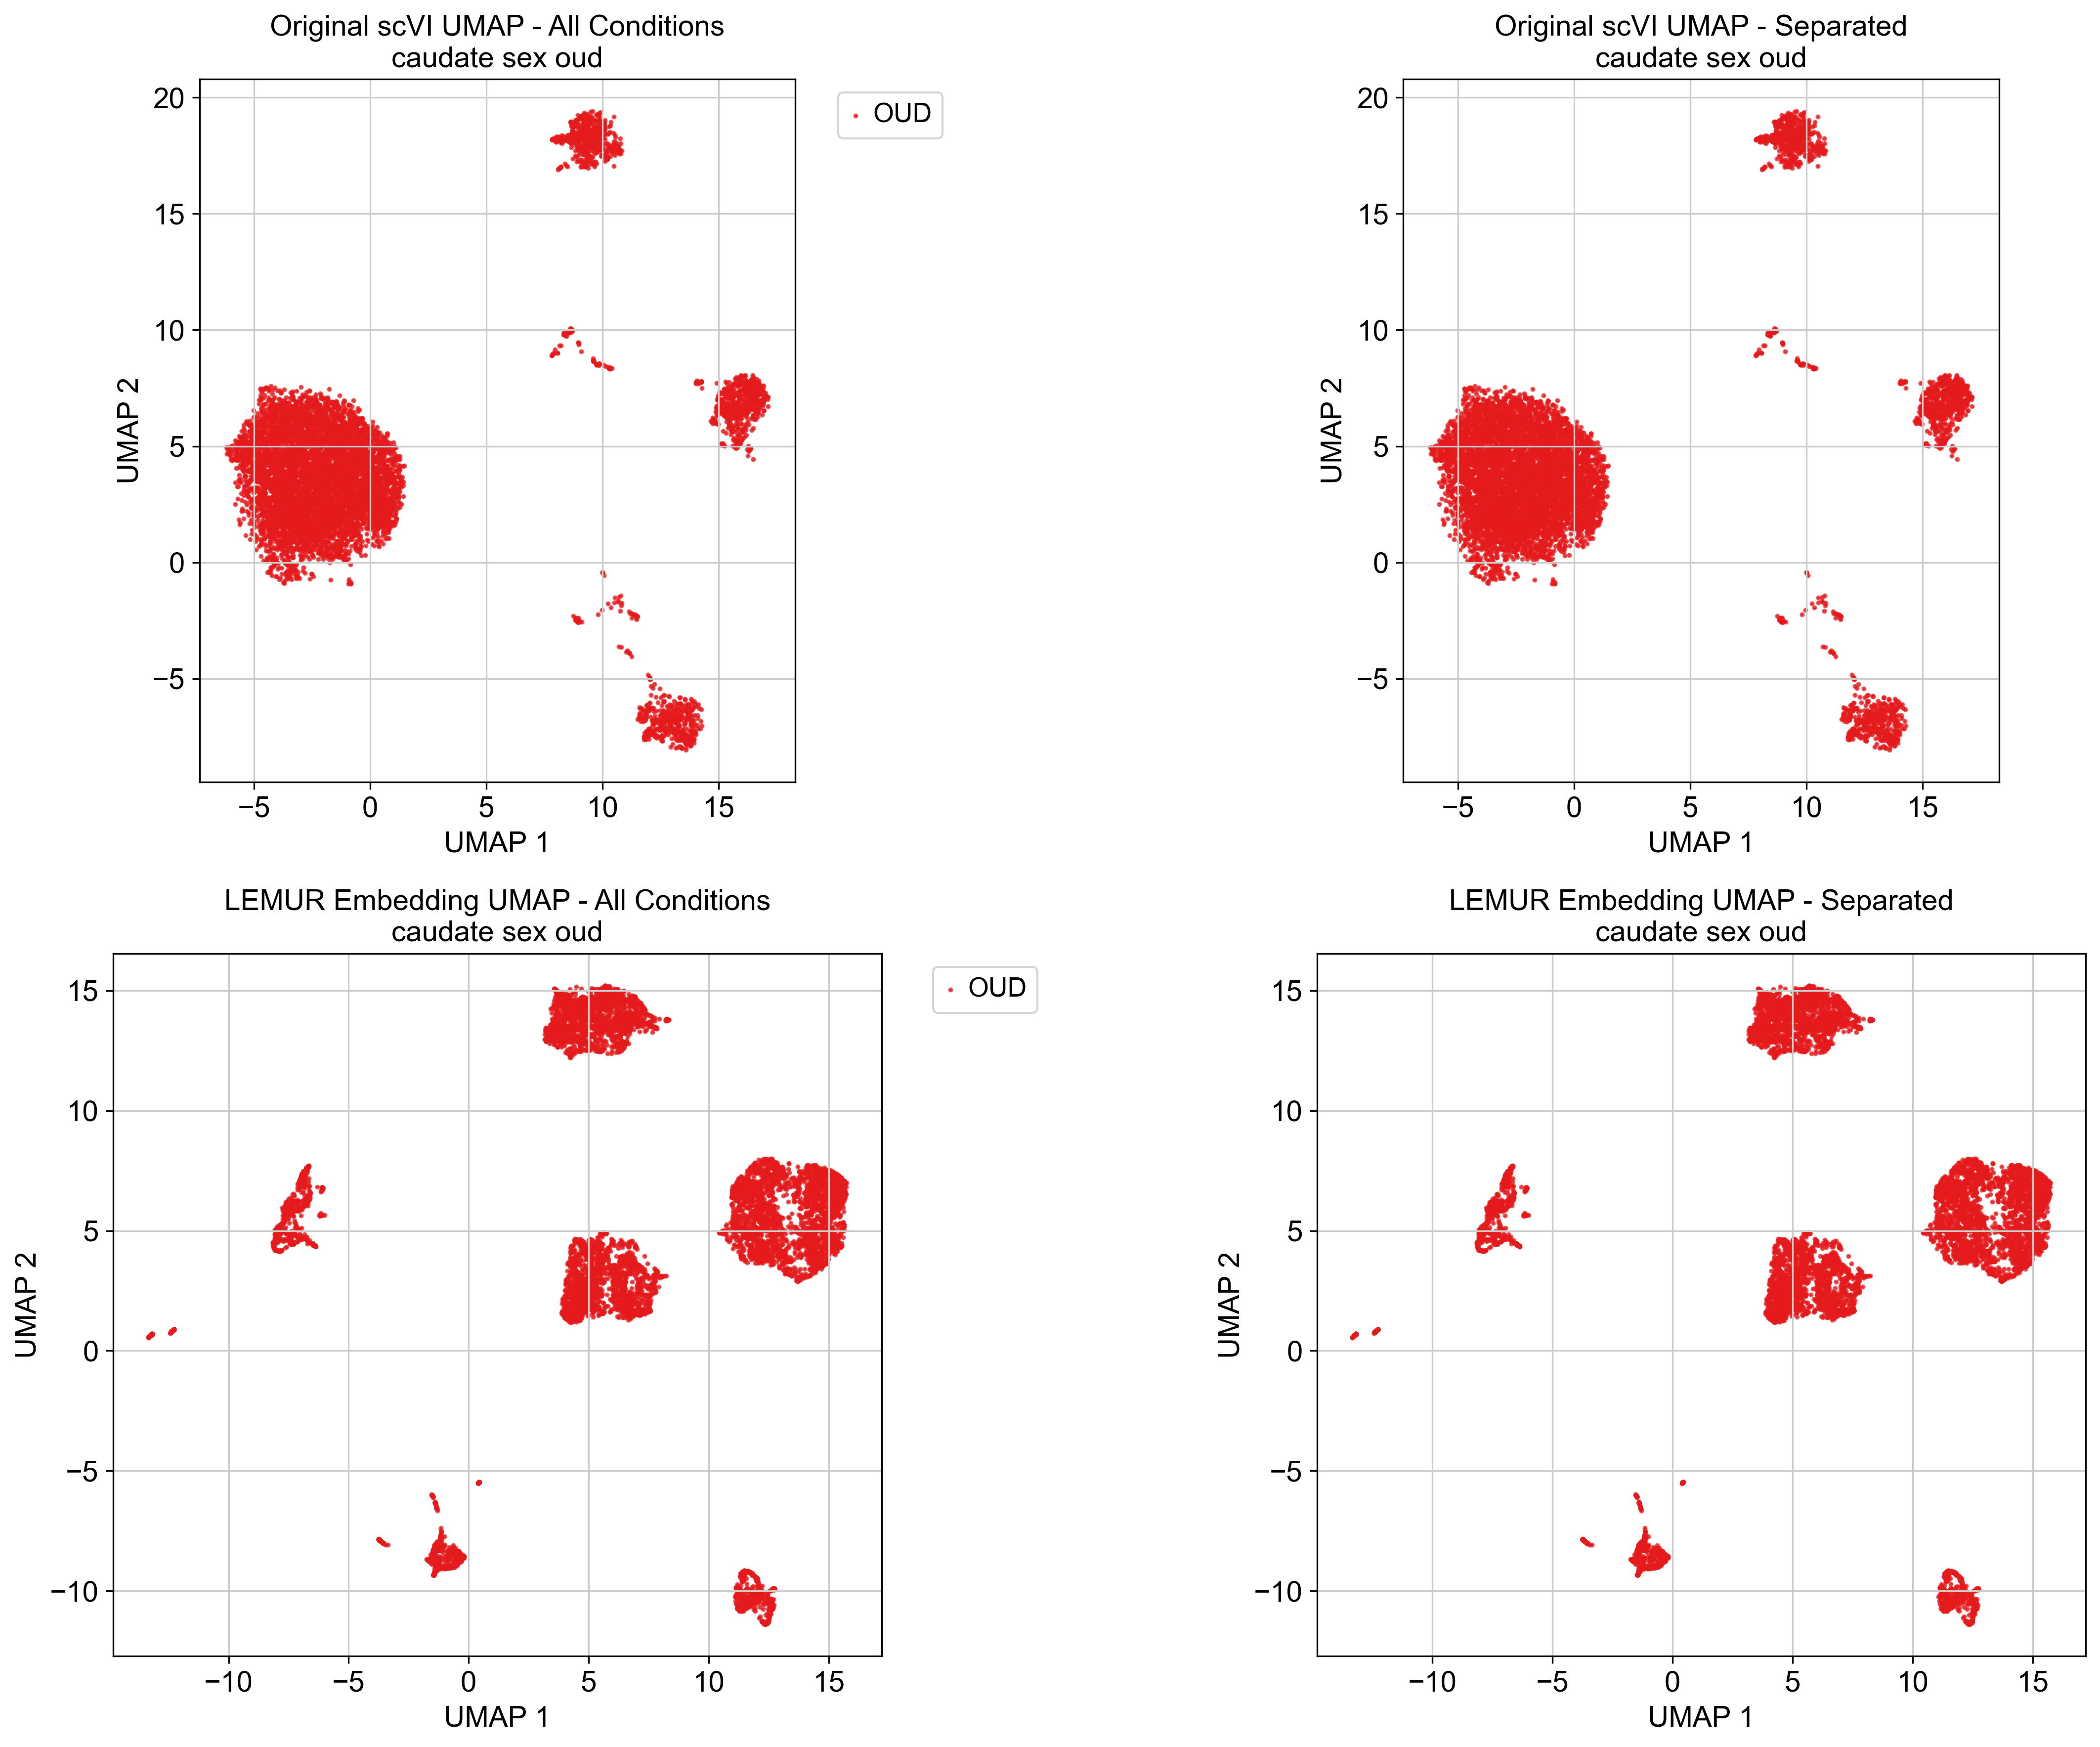 Original scVI UMAP - All Conditions
caudate sex oud
20
15
10
5
0
−5
UMAP 2
−5 0 5 10 15
UMAP 1
OUD
Original scVI UMAP - Separated
caudate sex oud
20
15
10
5
0
−5
UMAP 2
−5 0 5 10 15
UMAP 1
LEMUR Embedding UMAP - All Conditions
caudate sex oud
15
10
5
0
−5
−10
UMAP 2
−10 −5 0 5 10 15
UMAP 1
OUD
LEMUR Embedding UMAP - Separated
caudate sex oud
15
10
5
0
−5
−10
UMAP 2
−10 −5 0 5 10 15
UMAP 1